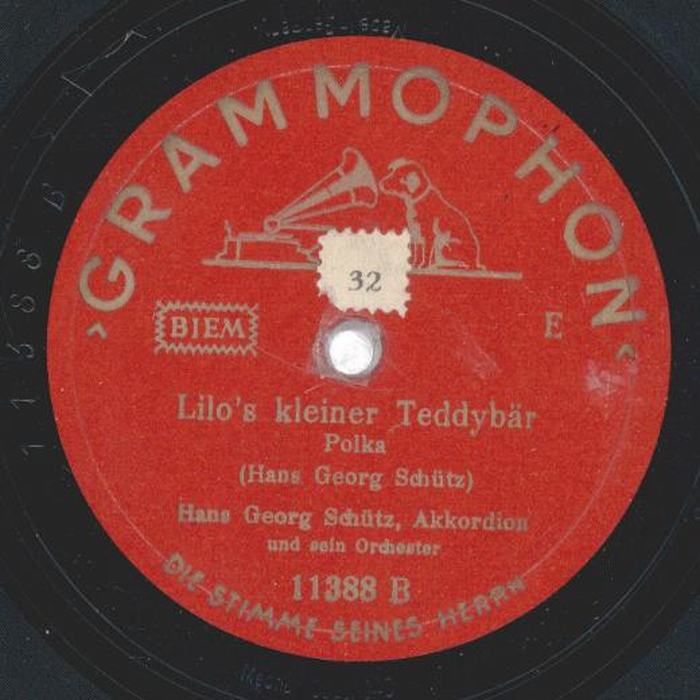 ›GRAMMOPHON‹
32
BIEM
E
Lilo's kleiner Teddybär
Polka
(Hans Georg Schütz)
Hans Georg Schütz, Akkordion
und sein Orchester
11388 B
DIE STIMME SEINES HERRN
11388 B